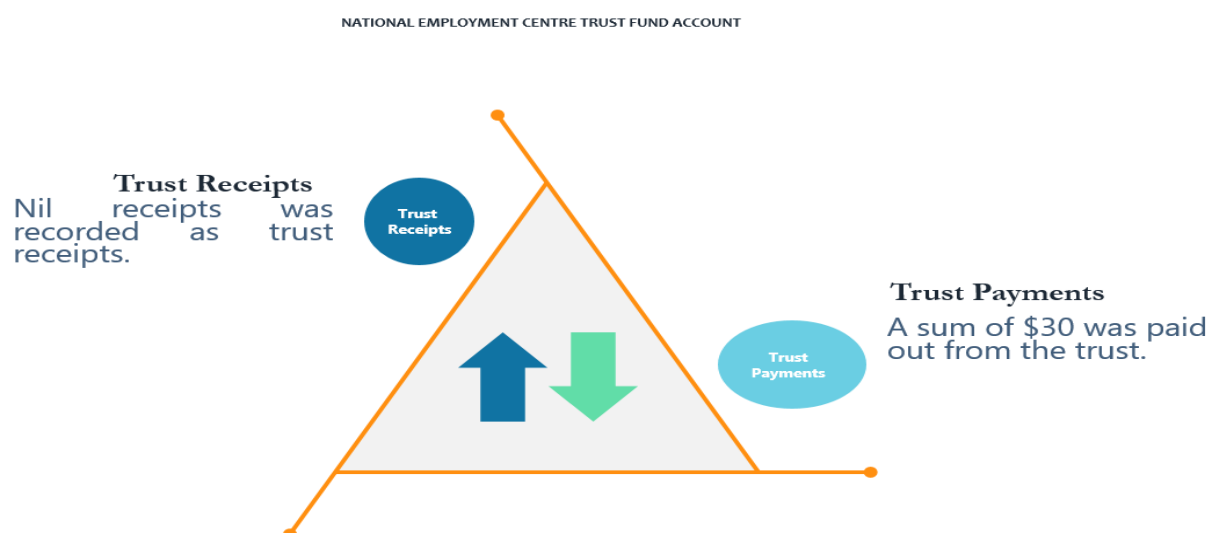 NATIONAL EMPLOYMENT CENTRE TRUST FUND ACCOUNT
Trust Receipts
Nil receipts was
recorded as trust
receipts.
Trust
Receipts
Trust Payments
A sum of $30 was paid
out from the trust.
Trust
Payments